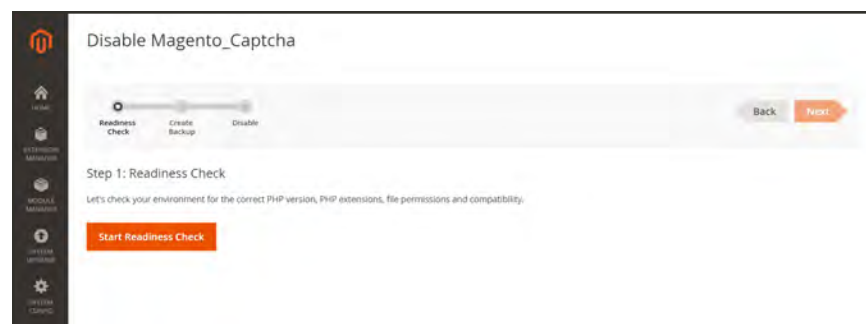 Disable Magento_Captcha
HOME
EXTENSION
MANAGER
MODULE
MANAGER
SYSTEM
UPGRADE
SYSTEM
CONFIG
Readiness
Check
Create
Backup
Disable
Back
Next
Step 1: Readiness Check
Let's check your environment for the correct PHP version, PHP extensions, file permissions and compatibility.
Start Readiness Check